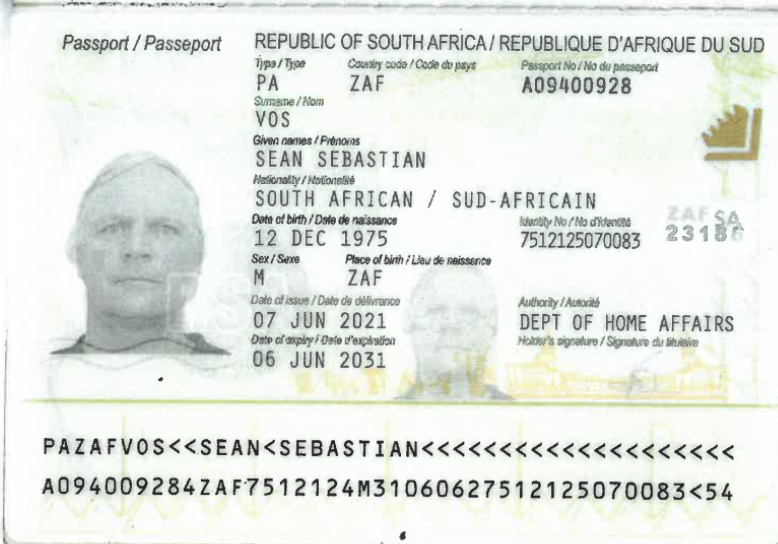 Passport / Passeport
REPUBLIC OF SOUTH AFRICA / REPUBLIQUE D'AFRIQUE DU SUD
Type / Type Country code / Code du pays Passport No / No du passeport
PA ZAF A09400928
Surname / Nom
VOS
Given names / Prénoms
SEAN SEBASTIAN
Nationality / Nationalité
SOUTH AFRICAN / SUD-AFRICAIN
Date of birth / Date de naissance Identity No / No d'identité
12 DEC 1975 7512125070083
ZAF SA
23186
Sex / Sexe Place of birth / Lieu de naissance
M ZAF
Date of issue / Date de délivrance Authority / Autorité
07 JUN 2021 DEPT OF HOME AFFAIRS
Date of expiry / Date d'expiration Holder's signature / Signature du titulaire
06 JUN 2031
PAZAFVOS<<SEAN<SEBASTIAN<<<<<<<<<<<<<<<<<<<<
A094009284ZAF7512124M31060627512125070083<54